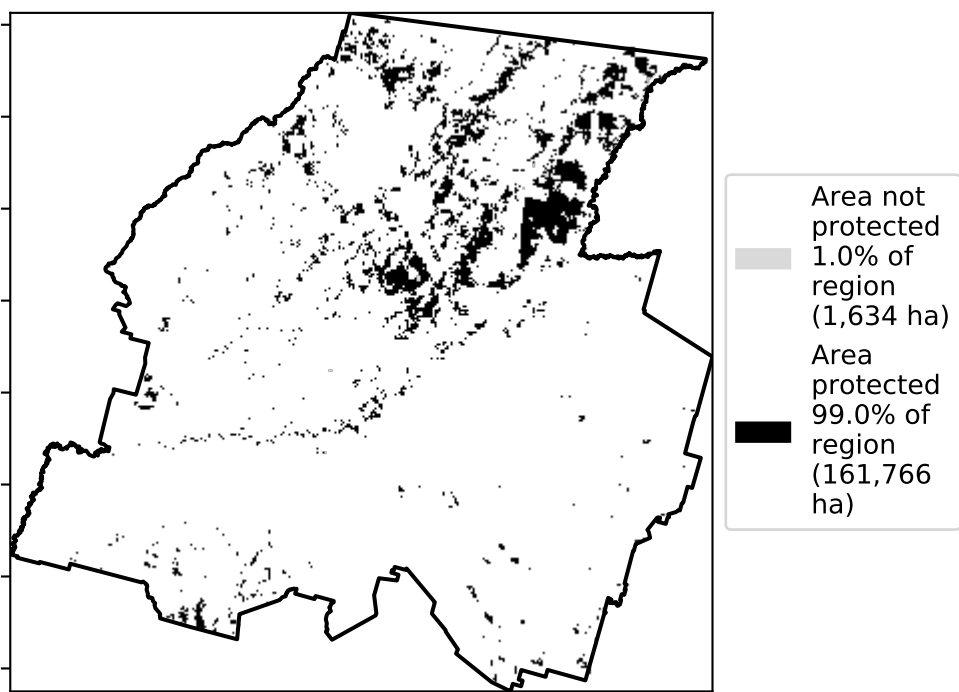 Area not
protected
1.0% of
region
(1,634 ha)
Area
protected
99.0% of
region
(161,766
ha)